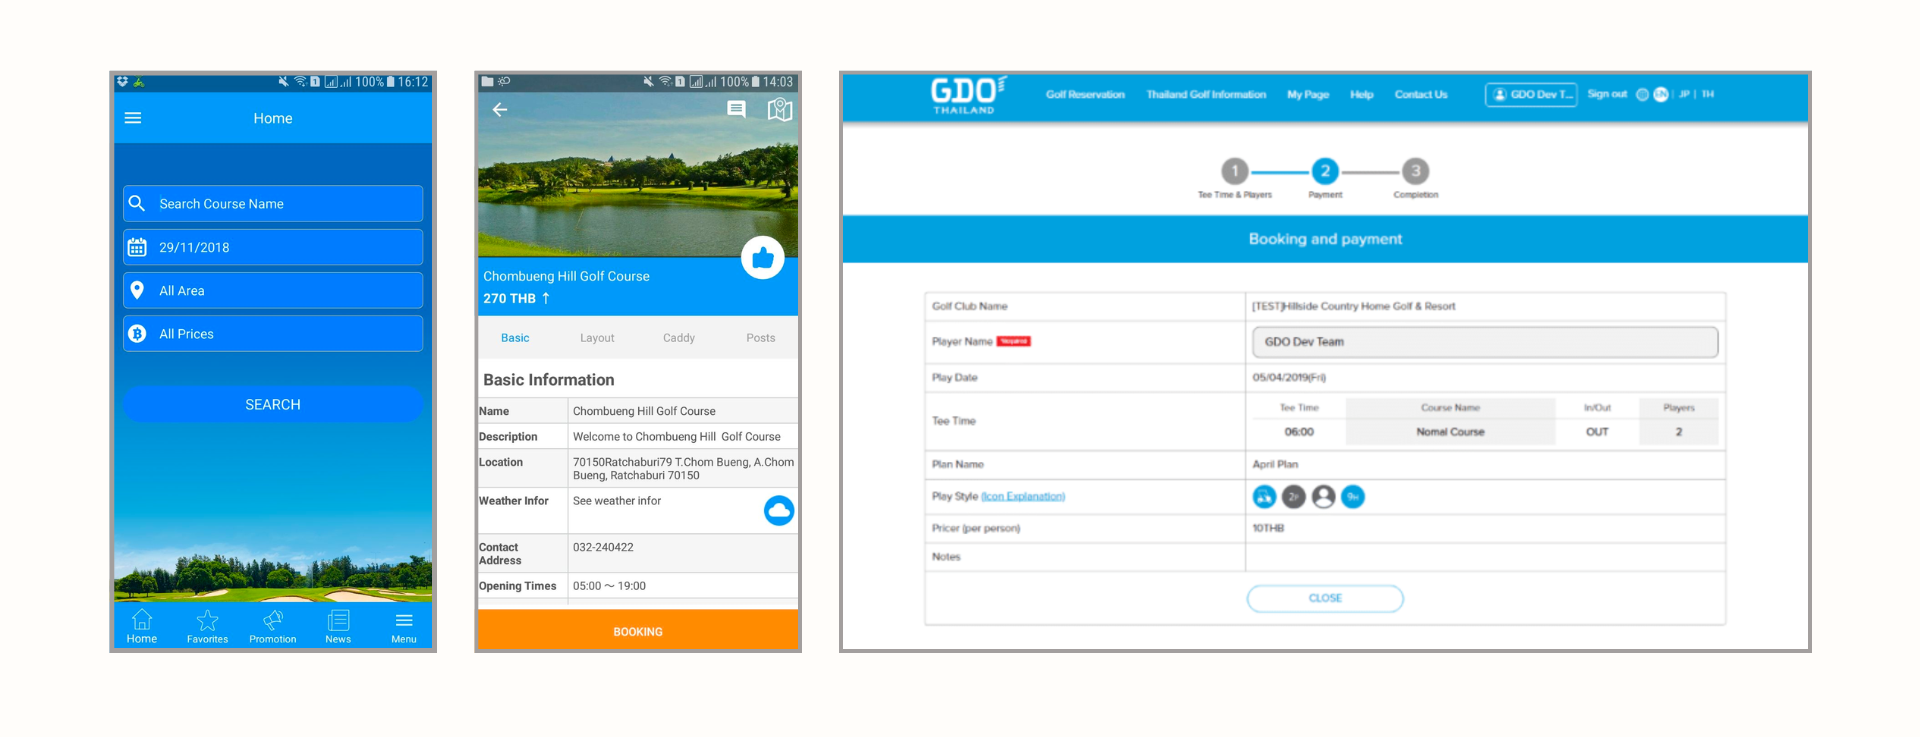 100% 16:12
Home
Search Course Name
29/11/2018
All Area
All Prices
SEARCH
Home
Favorites
Promotion
News
Menu
100% 14:03
Chombueng Hill Golf Course
270 THB ↑
Basic
Layout
Caddy
Posts
Basic Information
Name
Chombueng Hill Golf Course
Description
Welcome to Chombueng Hill Golf Course
Location
70150Ratchaburi79 T.Chom Bueng, A.Chom
Bueng, Ratchaburi 70150
Weather Infor
See weather infor
Contact
Address
032-240422
Opening Times
05:00 ～ 19:00
BOOKING
GDO
THAILAND
Golf Reservation
Thailand Golf Information
My Page
Help
Contact Us
GDO Dev T...
Sign out
EN | JP | TH
1
2
3
Tee Time & Players
Payment
Completion
Booking and payment
Golf Club Name
[TEST]Hillside Country Home Golf & Resort
Player Name
GDO Dev Team
Play Date
05/04/2019(Fri)
Tee Time
Tee Time
Course Name
In/Out
Players
06:00
Nomal Course
OUT
2
Plan Name
April Plan
Play Style (Icon Explanation)
Pricer (per person)
10THB
Notes
CLOSE